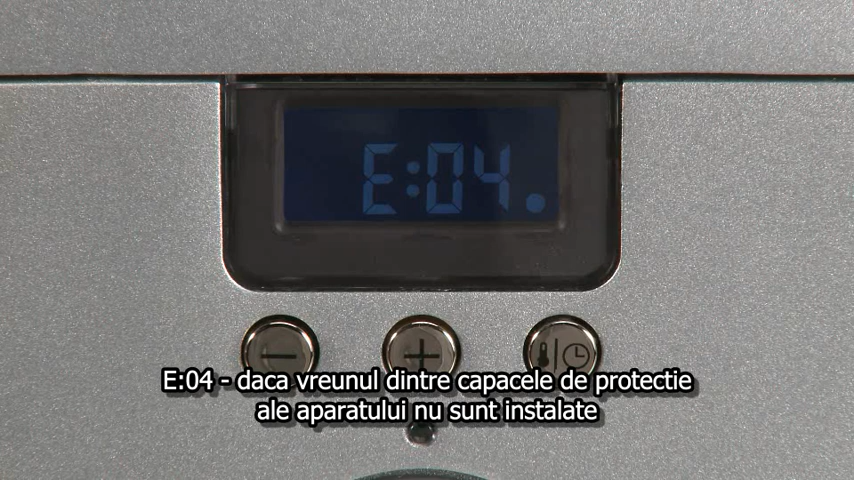 E:04.
- +
E:04 - daca vreunul dintre capacele de protectie
ale aparatului nu sunt instalate